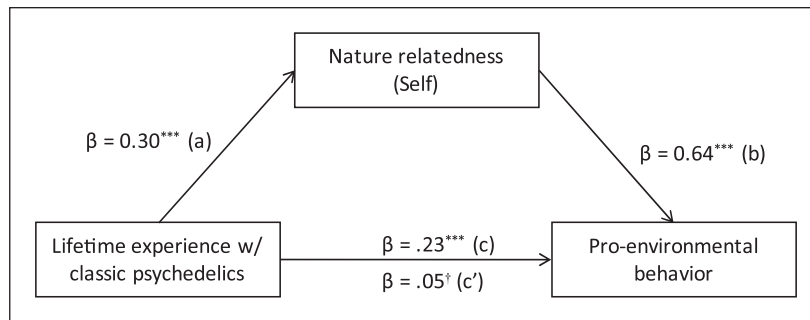 Nature relatedness
(Self)
β = 0.30*** (a)
β = 0.64*** (b)
Lifetime experience w/
classic psychedelics
β = .23*** (c)
β = .05† (c’)
Pro-environmental
behavior